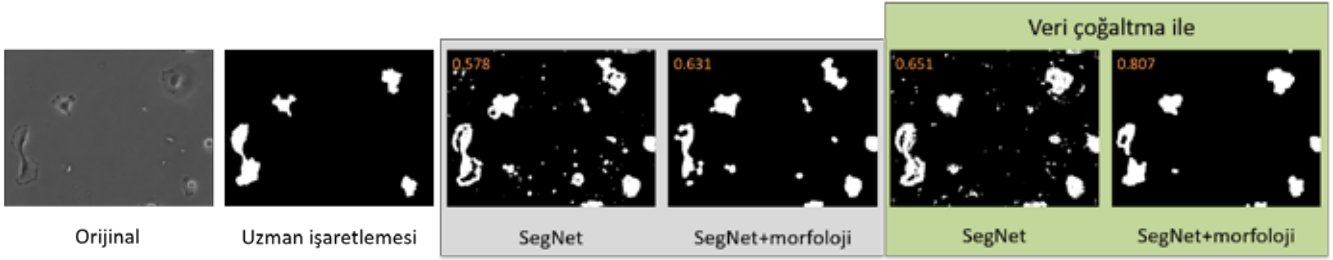 Veri çoğaltma ile
0.578
0.631
0.651
0.807
Orijinal
Uzman işaretlemesi
SegNet
SegNet+morfoloji
SegNet
SegNet+morfoloji